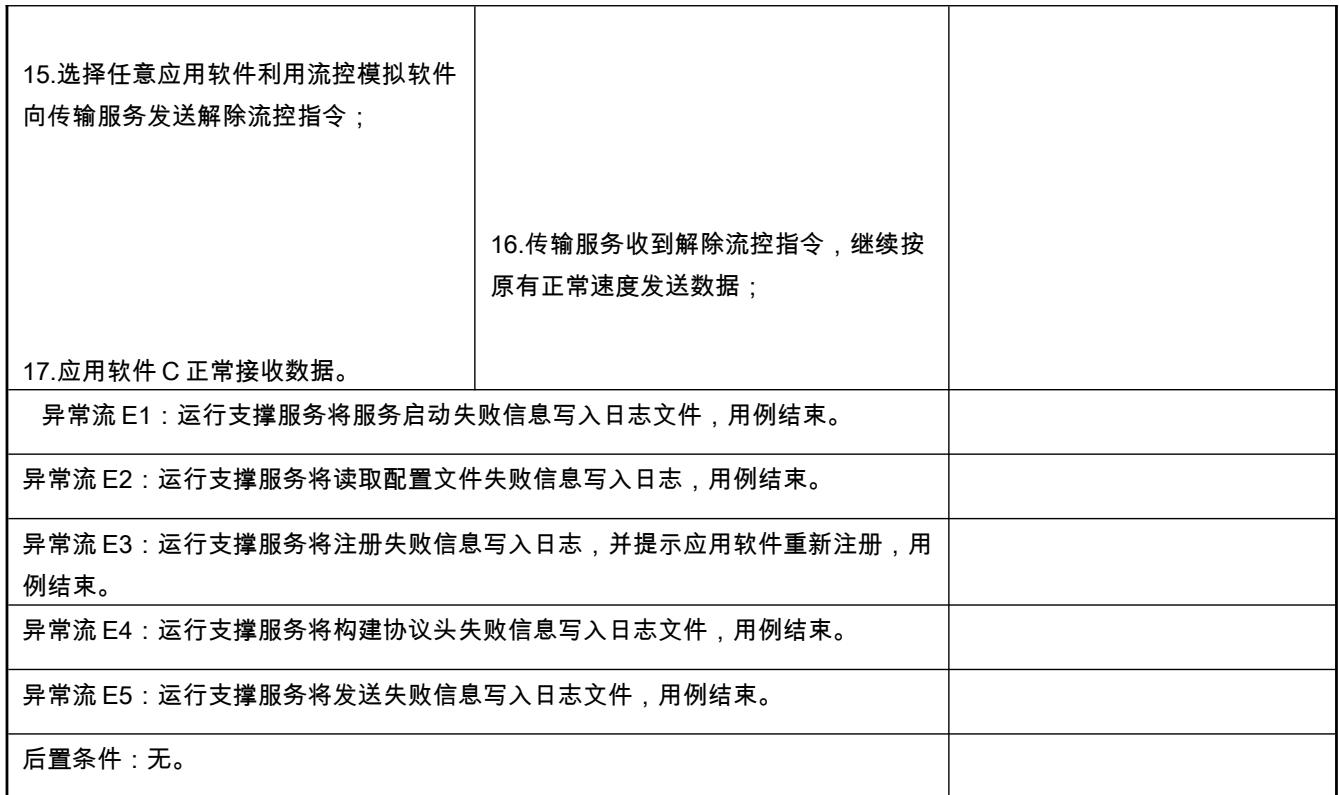 15.选择任意应用软件利用流控模拟软件
向传输服务发送解除流控指令；
16.传输服务收到解除流控指令，继续按
原有正常速度发送数据；
17.应用软件 C 正常接收数据。
异常流 E1：运行支撑服务将服务启动失败信息写入日志文件，用例结束。
异常流 E2：运行支撑服务将读取配置文件失败信息写入日志，用例结束。
异常流 E3：运行支撑服务将注册失败信息写入日志，并提示应用软件重新注册，用
例结束。
异常流 E4：运行支撑服务将构建协议头失败信息写入日志文件，用例结束。
异常流 E5：运行支撑服务将发送失败信息写入日志文件，用例结束。
后置条件：无。